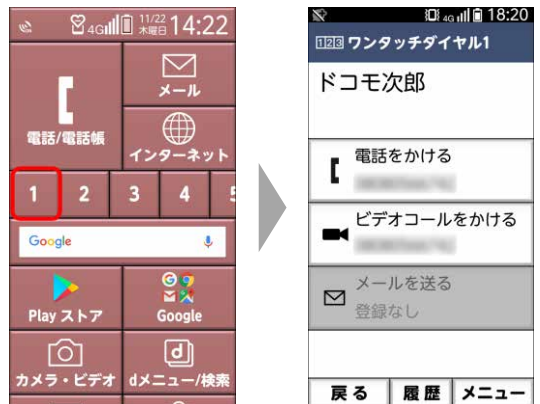 4G 11/22 木曜日 14:22
電話/電話帳
メール
インターネット
1 2 3 4
Google
Play ストア
Google
カメラ・ビデオ
dメニュー/検索
4G 18:20
123 ワンタッチダイヤル1
ドコモ次郎
電話をかける
ビデオコールをかける
メールを送る
登録なし
戻る 履歴 メニュー